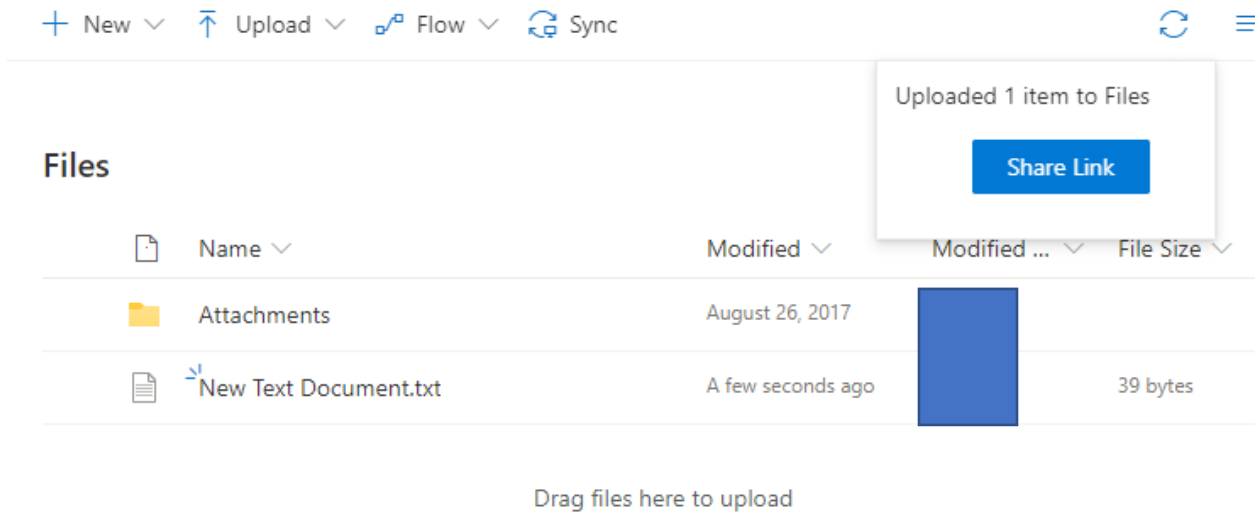 New Upload Flow Sync
Uploaded 1 item to Files
Share Link
Files
Name Modified Modified ... File Size
Attachments August 26, 2017
New Text Document.txt A few seconds ago 39 bytes
Drag files here to upload